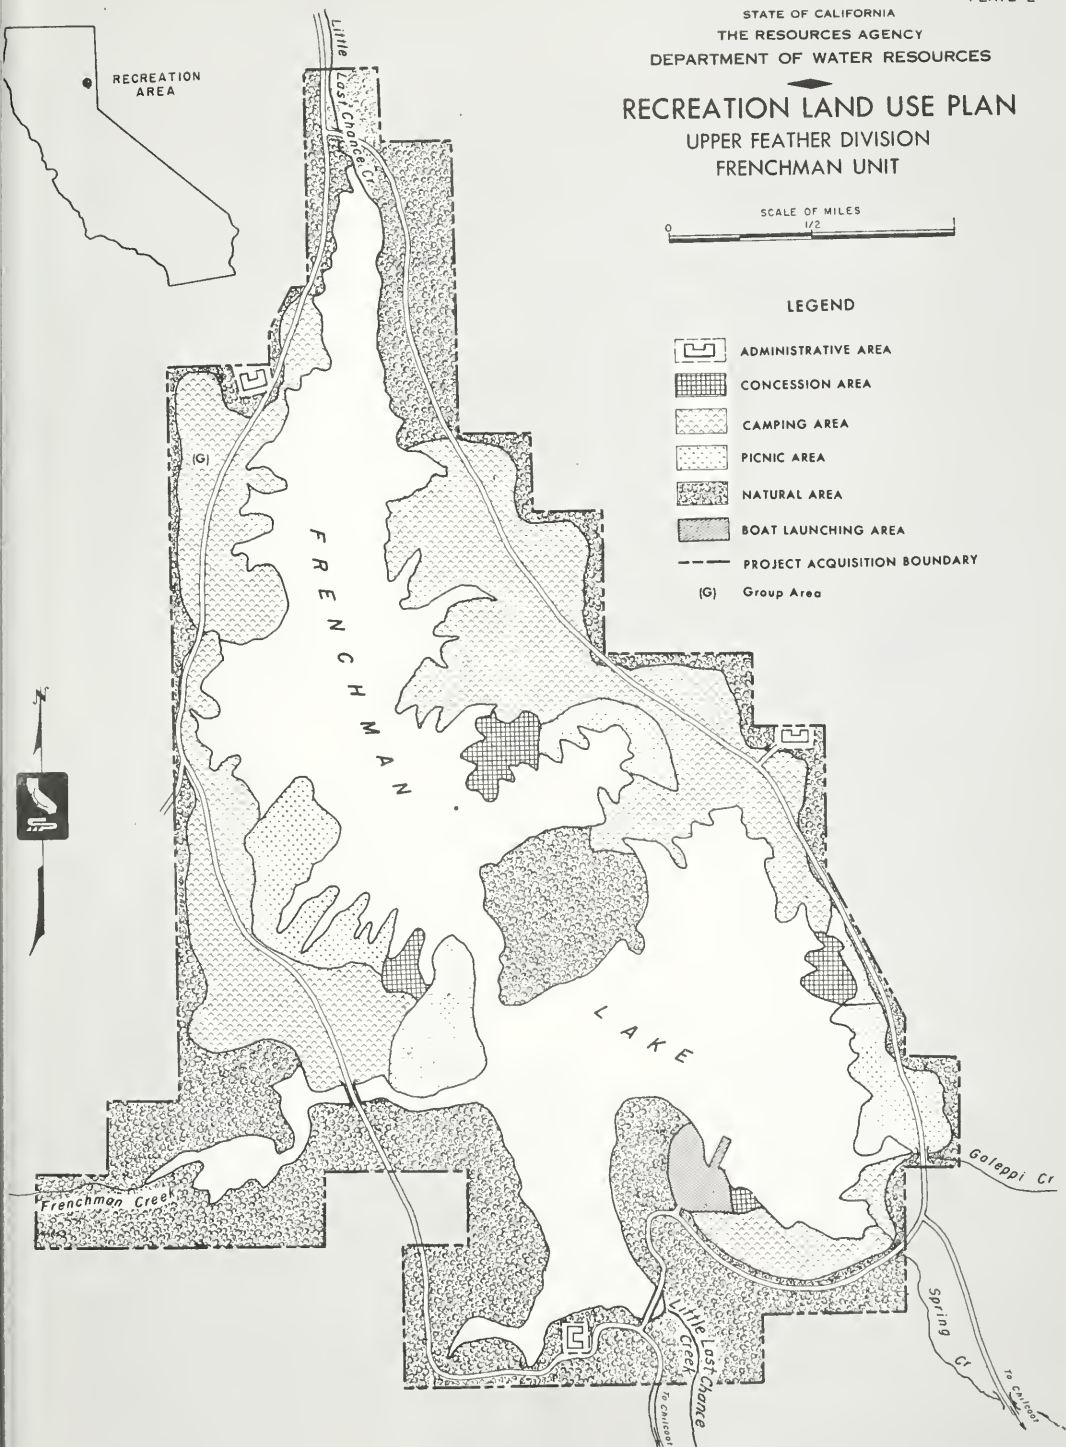 STATE OF CALIFORNIA
THE RESOURCES AGENCY
DEPARTMENT OF WATER RESOURCES
RECREATION LAND USE PLAN
UPPER FEATHER DIVISION
FRENCHMAN UNIT
SCALE OF MILES
0 1/2 1
RECREATION
AREA
LEGEND
ADMINISTRATIVE AREA
CONCESSION AREA
CAMPING AREA
PICNIC AREA
NATURAL AREA
BOAT LAUNCHING AREA
PROJECT ACQUISITION BOUNDARY
(G) Group Area
Little Last Chance Cr
(G)
FRENCHMAN
LAKE
N
Frenchman Creek
Galeppi Cr
Spring Cr
Little Last Chance
Creek
To Chilcoot
To Chilcoot